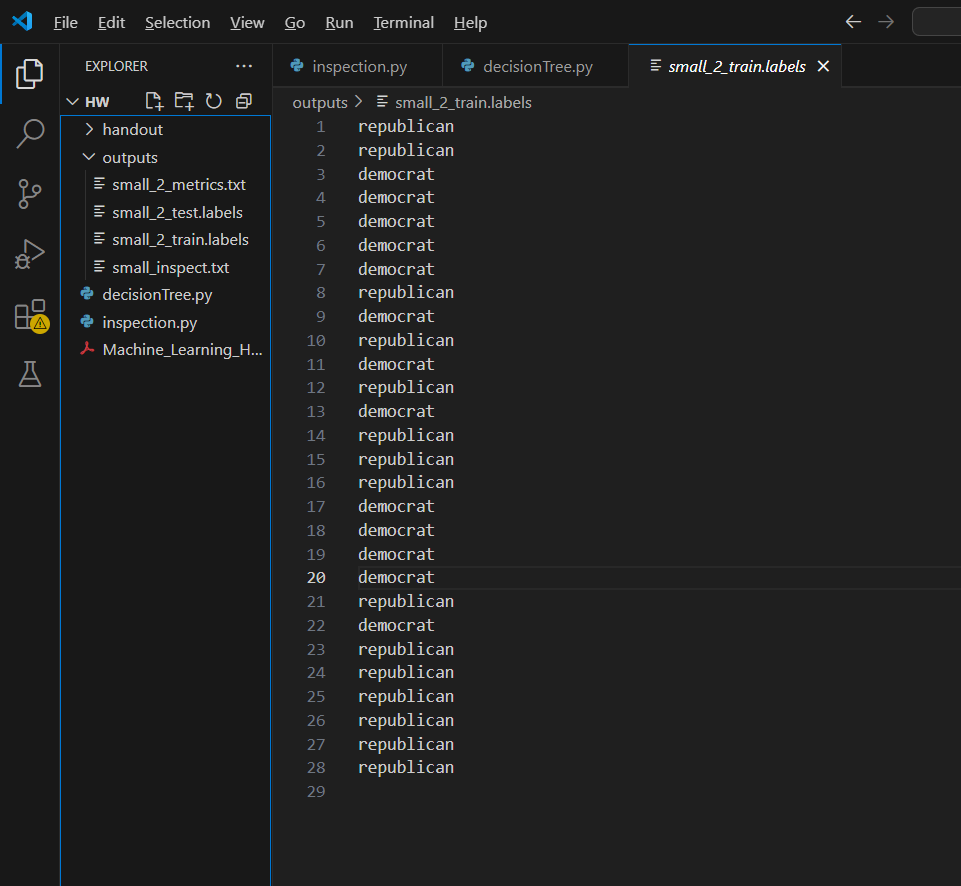 File Edit Selection View Go Run Terminal Help
EXPLORER ...
HW
handout
outputs
small_2_metrics.txt
small_2_test.labels
small_2_train.labels
small_inspect.txt
decisionTree.py
inspection.py
Machine_Learning_H...
inspection.py decisionTree.py small_2_train.labels
outputs > small_2_train.labels
1 republican
2 republican
3 democrat
4 democrat
5 democrat
6 democrat
7 democrat
8 republican
9 democrat
10 republican
11 democrat
12 republican
13 democrat
14 republican
15 republican
16 republican
17 democrat
18 democrat
19 democrat
20 democrat
21 republican
22 democrat
23 republican
24 republican
25 republican
26 republican
27 republican
28 republican
29